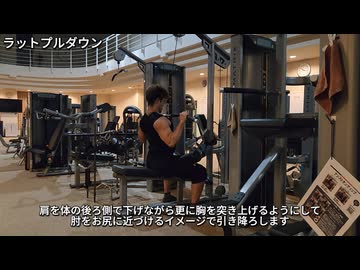 ラットプルダウン
肩を体の後ろ側で下げながら更に胸を突き上げるようにして
肘をお尻に近づけるイメージで引き降ろします